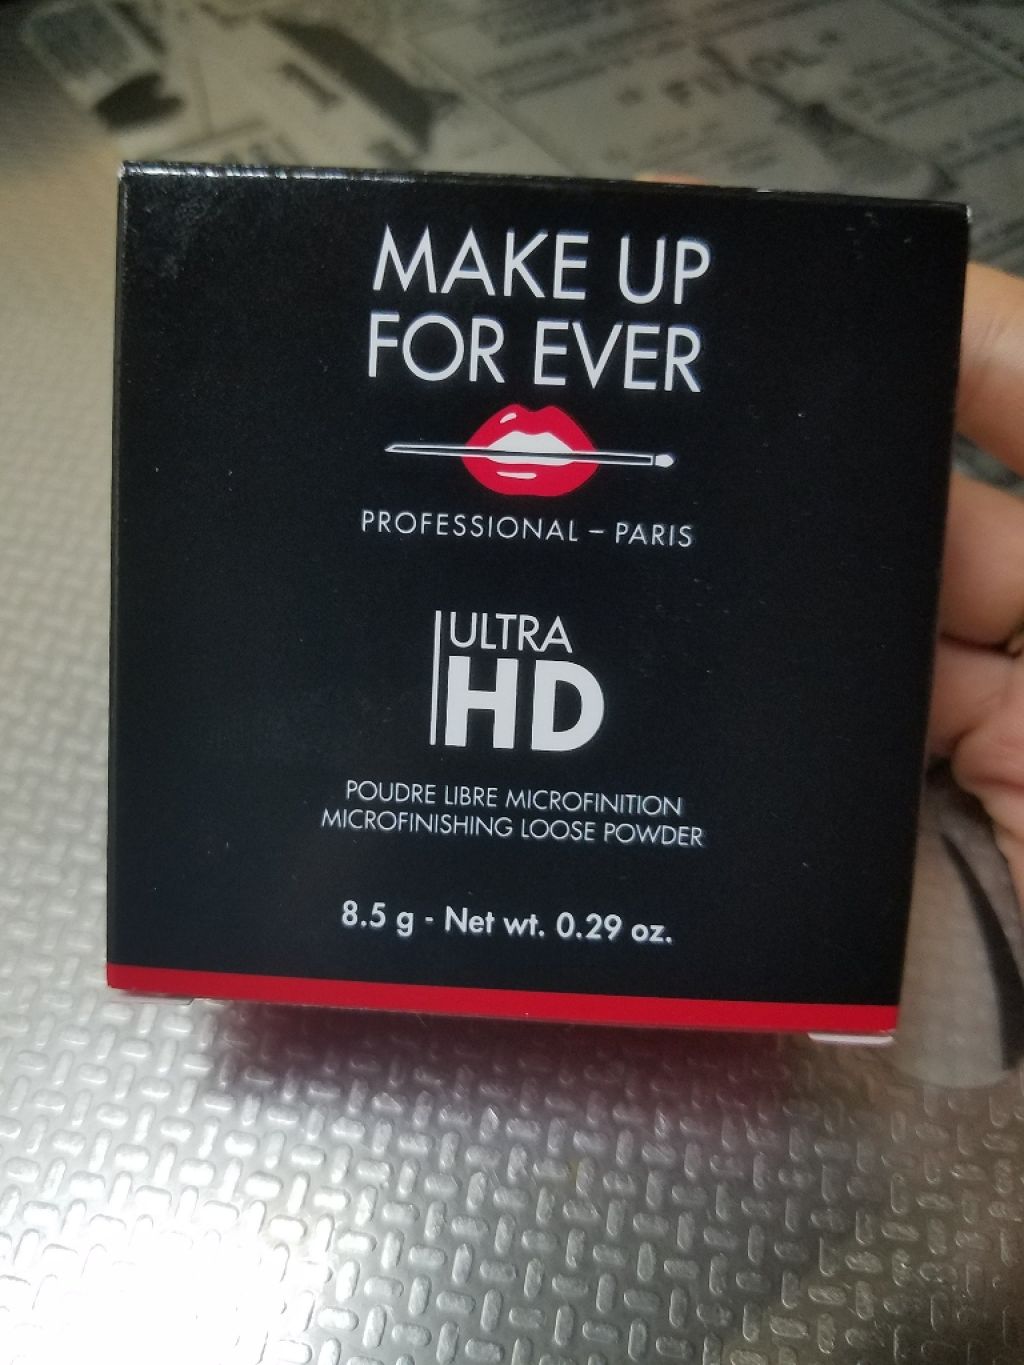 MAKE UP
FOR EVER
PROFESSIONAL – PARIS
ULTRA
HD
POUDRE LIBRE MICROFINITION
MICROFINISHING LOOSE POWDER
8.5 g - Net wt. 0.29 oz.